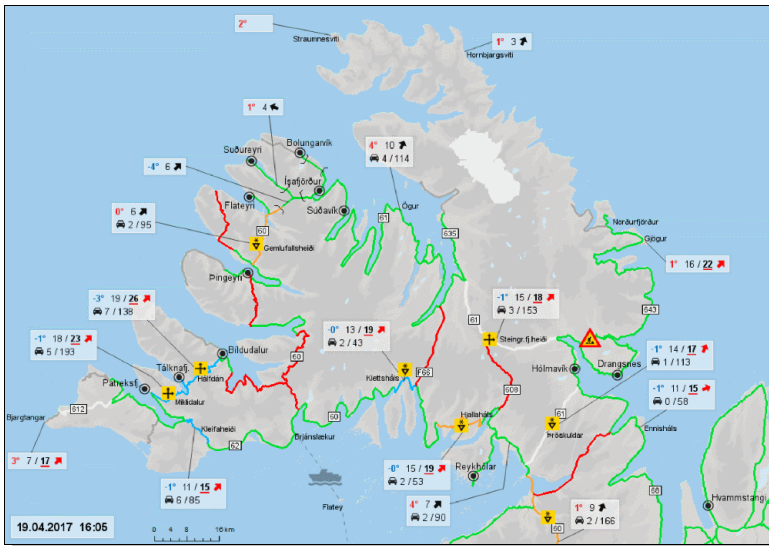 2°
Straumnesviti
1° 3
Hornbjargsviti
1° 4
Bolungarvík
Suðureyri
4° 10
4 / 114
-4° 6
Ísafjörður
Flateyri
Ögur
Súðavík
0° 6
2 / 95
60
61
Norðurfjörður
635
Gjögur
Gemlufallsheiði
1° 16 / 22
Þingeyri
-3° 19 / 26
7 / 138
-1° 15 / 18
3 / 153
643
-1° 18 / 23
5 / 193
-0° 13 / 19
2 / 43
61
Steingr.fj.heiði
-1° 14 / 17
1 / 113
Bíldudalur
60
Tálknafj.
Hálfdán
Klettsháls
F66
Hólmavík
Drangsnes
Patreksfj.
Mikladalur
608
-1° 11 / 15
0 / 58
Bjargtangar
612
Kleifaheiði
60
Hjallaháls
61
Þröskuldar
Ennisháls
62
Brjánslækur
3° 7 / 17
-0° 15 / 19
2 / 53
Reykhólar
-1° 11 / 15
6 / 85
68
Hvammstangi
Flatey
4° 7
2 / 90
1° 9
2 / 166
60
19.04.2017 16:05
0 4 8 16 km